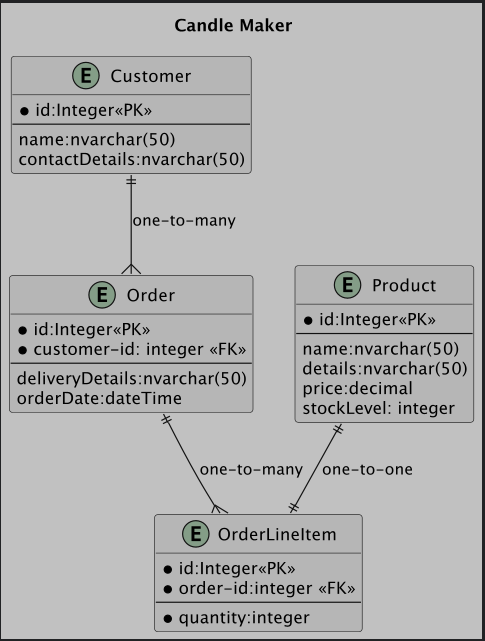 Candle Maker
E Customer
id:Integer«PK»
name:nvarchar(50)
contactDetails:nvarchar(50)
one-to-many
E Order
id:Integer«PK»
customer-id: integer «FK»
deliveryDetails:nvarchar(50)
orderDate:dateTime
E Product
id:Integer«PK»
name:nvarchar(50)
details:nvarchar(50)
price:decimal
stockLevel: integer
one-to-many
one-to-one
E OrderLineItem
id:Integer«PK»
order-id:integer «FK»
quantity:integer